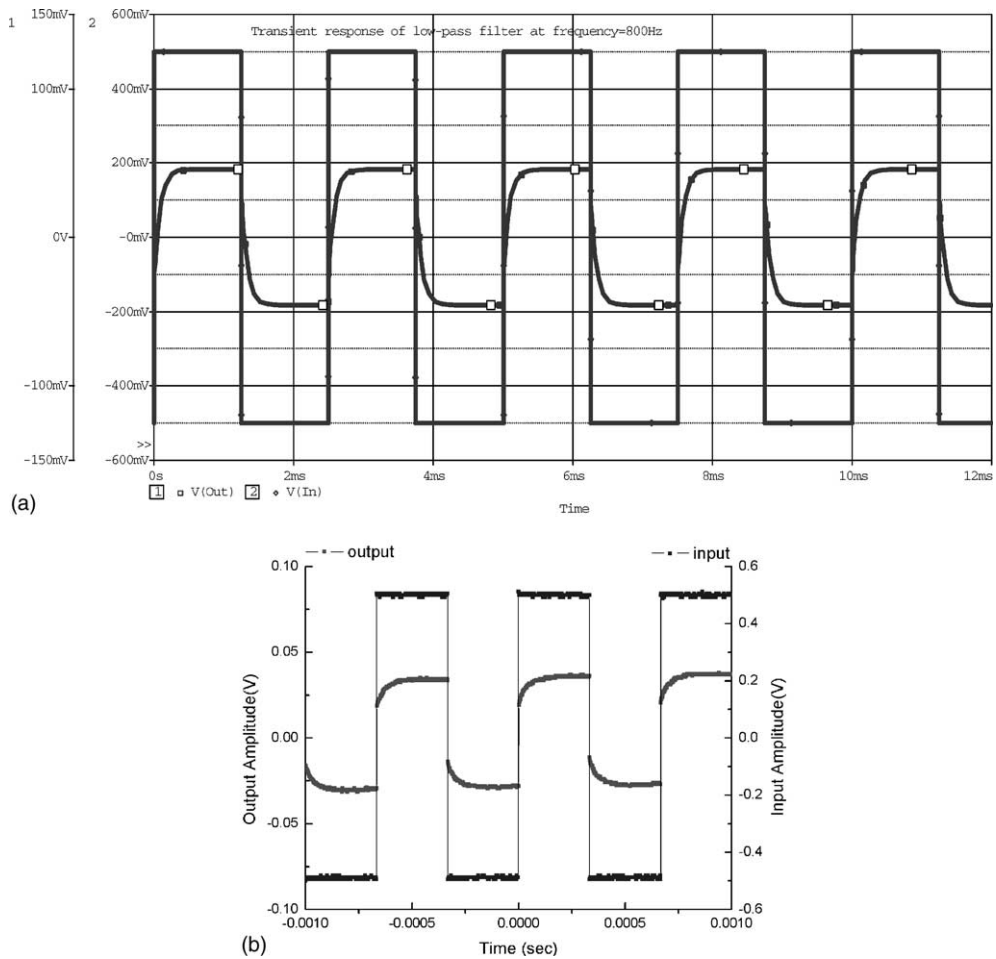 1
2
150mV
600mV
Transient response of low-pass filter at frequency=800Hz
100mV
400mV
200mV
0V
-0mV
-200mV
-100mV
-400mV
>>
-150mV
-600mV
0s
2ms
4ms
6ms
8ms
10ms
12ms
1 V(Out) 2 V(In)
Time
(a)
output
input
0.10
0.05
0.00
-0.05
-0.10
Output Amplitude(V)
0.6
0.4
0.2
0.0
-0.2
-0.4
-0.6
Input Amplitude(V)
-0.0010
-0.0005
0.0000
0.0005
0.0010
Time (sec)
(b)